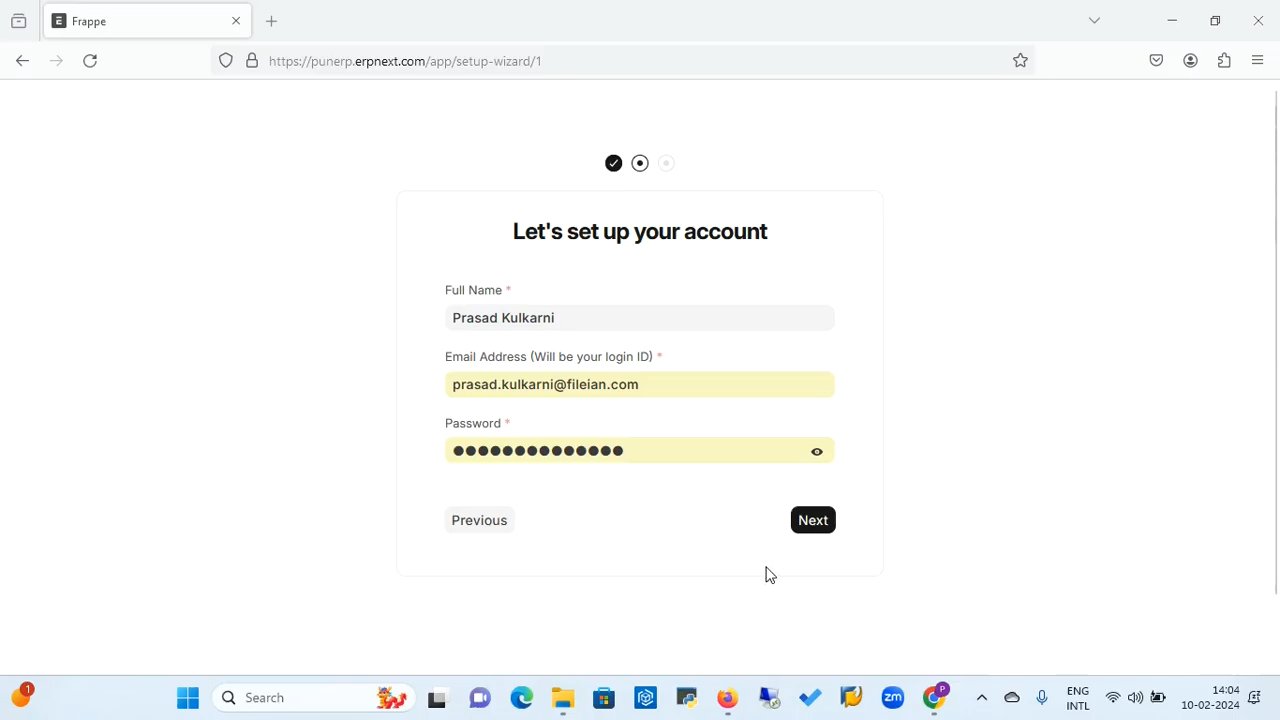 Frappe
https://punerp.erpnext.com/app/setup-wizard/1
Let's set up your account
Full Name *
Prasad Kulkarni
Email Address (Will be your login ID) *
prasad.kulkarni@fileian.com
Password *
Previous
Next
1
Search
zm
P
ENG
INTL
14:04
10-02-2024